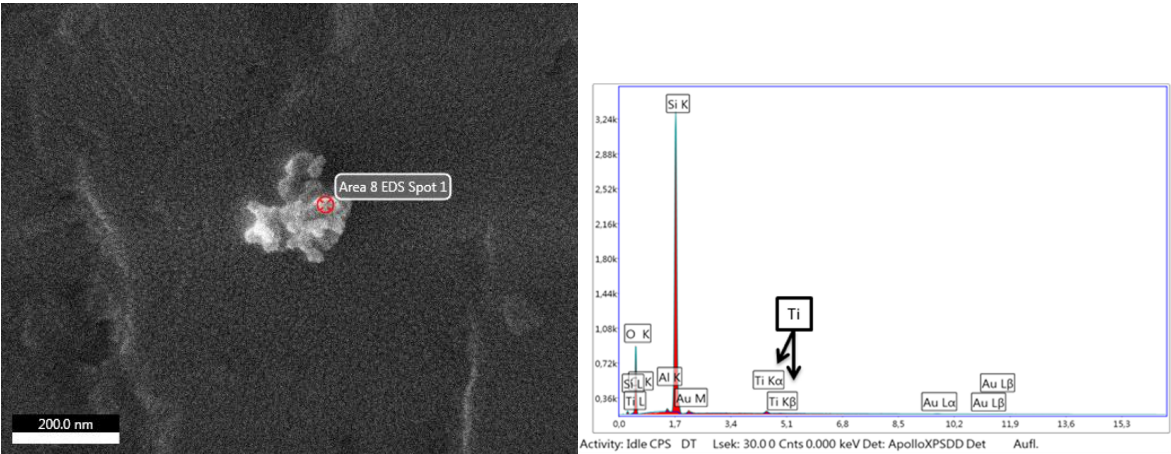 Area 8 EDS Spot 1
200.0 nm
3,24k
2,88k
2,52k
2,16k
1,80k
1,44k
1,08k
0,72k
0,36k
Si K
Ti
O K
Al K
Ti Kα
Au Lβ
Ti L
Au M
Ti Kβ
Au Lα
Au Lβ
0,0 1,7 3,4 5,1 6,8 8,5 10,2 11,9 13,6 15,3
Activity: Idle CPS DT Lsek: 30.0 0 Cnts 0.000 keV Det: ApolloXPSDD Det Aufl.